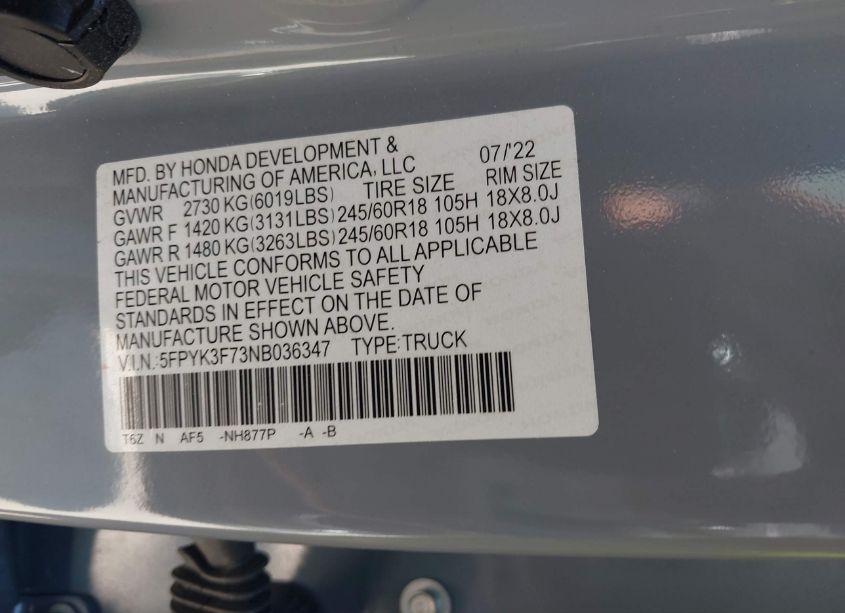 MFD. BY HONDA DEVELOPMENT & 07/'22
MANUFACTURING OF AMERICA, LLC
GVWR 2730 KG(6019LBS) TIRE SIZE RIM SIZE
GAWR F 1420 KG(3131LBS) 245/60R18 105H 18X8.0J
GAWR R 1480 KG(3263LBS) 245/60R18 105H 18X8.0J
THIS VEHICLE CONFORMS TO ALL APPLICABLE
FEDERAL MOTOR VEHICLE SAFETY
STANDARDS IN EFFECT ON THE DATE OF
MANUFACTURE SHOWN ABOVE.
V.I.N.:5FPYK3F73NB036347 TYPE:TRUCK
T6Z N AF5 -NH877P -A -B